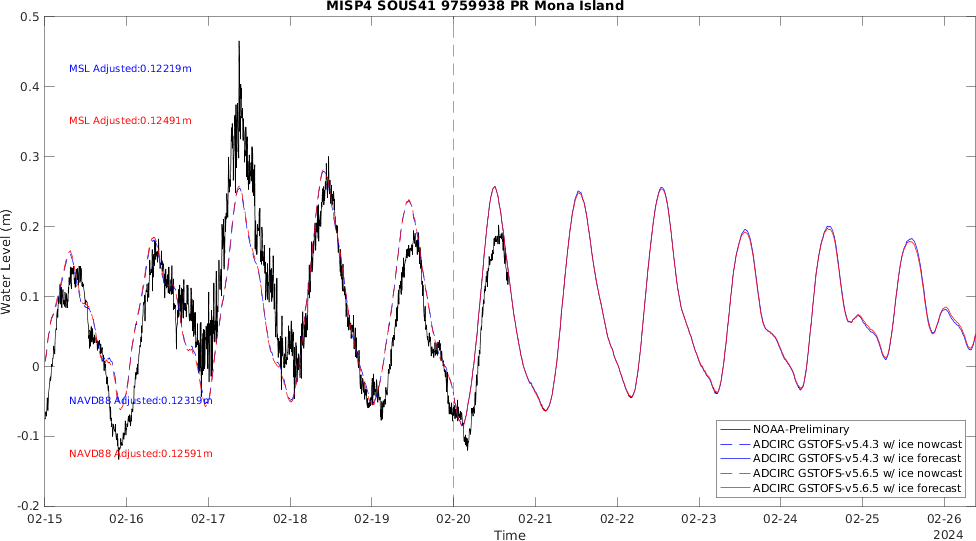 MISP4 SOUS41 9759938 PR Mona Island
0.5
0.4
0.3
0.2
0.1
0
-0.1
-0.2
Water Level (m)
MSL Adjusted:0.12219m
MSL Adjusted:0.12491m
NAVD88 Adjusted:0.12319m
NAVD88 Adjusted:0.12591m
NOAA-Preliminary
ADCIRC GSTOFS-v5.4.3 w/ ice nowcast
ADCIRC GSTOFS-v5.4.3 w/ ice forecast
ADCIRC GSTOFS-v5.6.5 w/ ice nowcast
ADCIRC GSTOFS-v5.6.5 w/ ice forecast
02-15 02-16 02-17 02-18 02-19 02-20 02-21 02-22 02-23 02-24 02-25 02-26
Time
2024